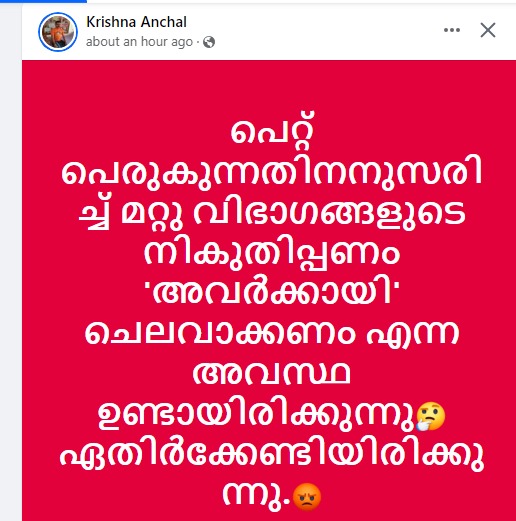 Krishna Anchal
about an hour ago ·
പെറ്റ്
പെരുകുന്നതിനനുസരി
ച്ച് മറ്റു വിഭാഗങ്ങളുടെ
നികുതിപ്പണം
'അവർക്കായി'
ചെലവാക്കണം എന്ന
അവസ്ഥ
ഉണ്ടായിരിക്കുന്നു🤔
ഏതിർക്കേണ്ടിയിരിക്കു
ന്നു.😡